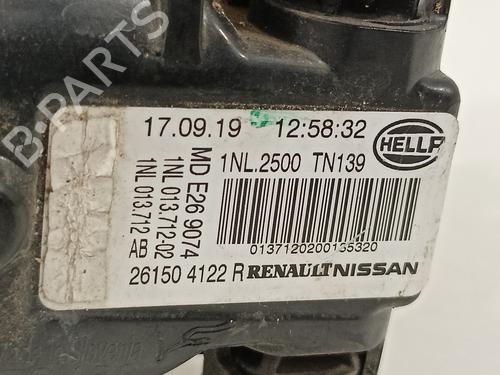 B-PARTS
17.09.19 12:58:32
HELLA
1NL.2500 TN139
MD E26 9074
1NL.013.712-02
1NL.013.712
AB
0137120200135320
26150 4122 R RENAULT NISSAN